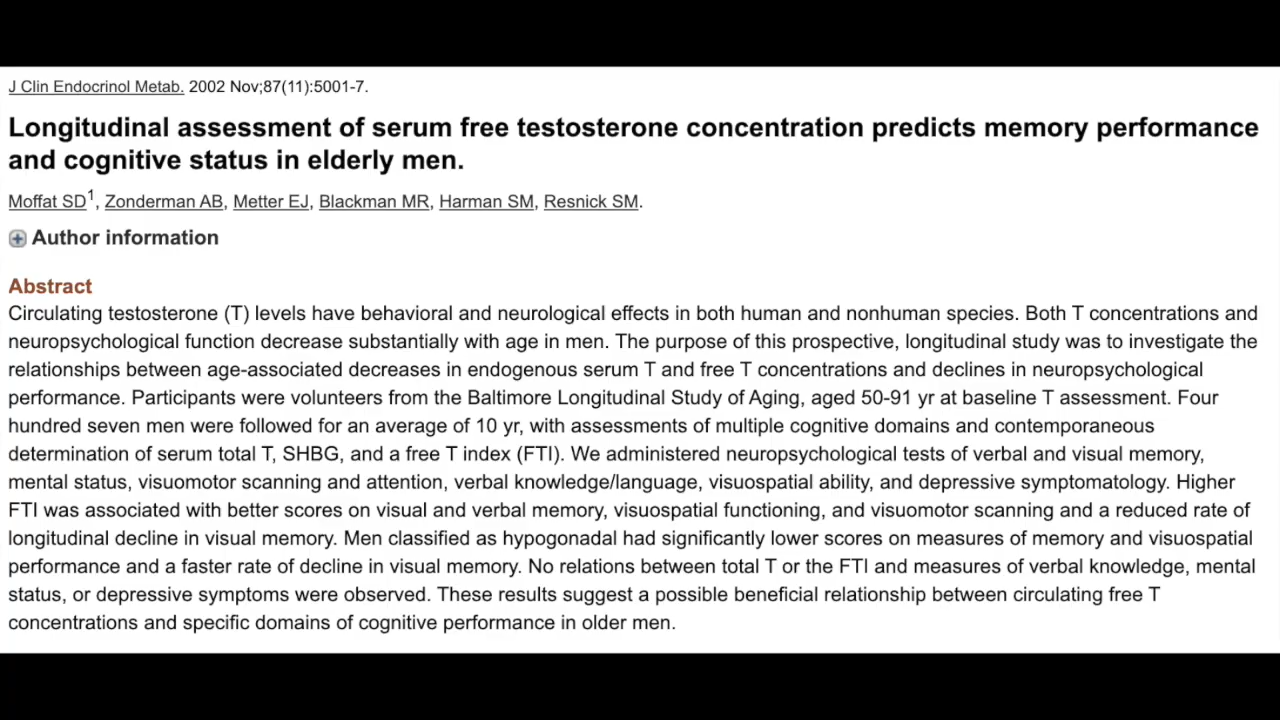 J Clin Endocrinol Metab. 2002 Nov;87(11):5001-7.
Longitudinal assessment of serum free testosterone concentration predicts memory performance
and cognitive status in elderly men.
Moffat SD1, Zonderman AB, Metter EJ, Blackman MR, Harman SM, Resnick SM.
Author information
Abstract
Circulating testosterone (T) levels have behavioral and neurological effects in both human and nonhuman species. Both T concentrations and
neuropsychological function decrease substantially with age in men. The purpose of this prospective, longitudinal study was to investigate the
relationships between age-associated decreases in endogenous serum T and free T concentrations and declines in neuropsychological
performance. Participants were volunteers from the Baltimore Longitudinal Study of Aging, aged 50-91 yr at baseline T assessment. Four
hundred seven men were followed for an average of 10 yr, with assessments of multiple cognitive domains and contemporaneous
determination of serum total T, SHBG, and a free T index (FTI). We administered neuropsychological tests of verbal and visual memory,
mental status, visuomotor scanning and attention, verbal knowledge/language, visuospatial ability, and depressive symptomatology. Higher
FTI was associated with better scores on visual and verbal memory, visuospatial functioning, and visuomotor scanning and a reduced rate of
longitudinal decline in visual memory. Men classified as hypogonadal had significantly lower scores on measures of memory and visuospatial
performance and a faster rate of decline in visual memory. No relations between total T or the FTI and measures of verbal knowledge, mental
status, or depressive symptoms were observed. These results suggest a possible beneficial relationship between circulating free T
concentrations and specific domains of cognitive performance in older men.